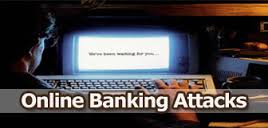 We've been waiting for you...
Online Banking Attacks